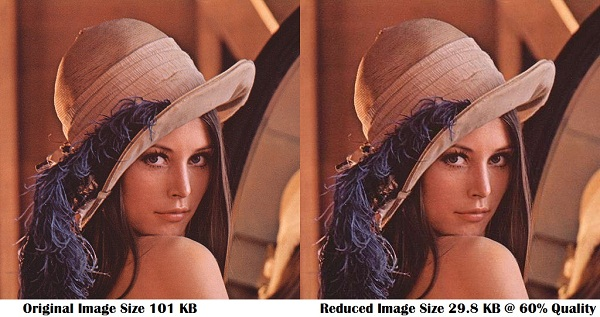 Original Image Size 101 KB
Reduced Image Size 29.8 KB @ 60% Quality